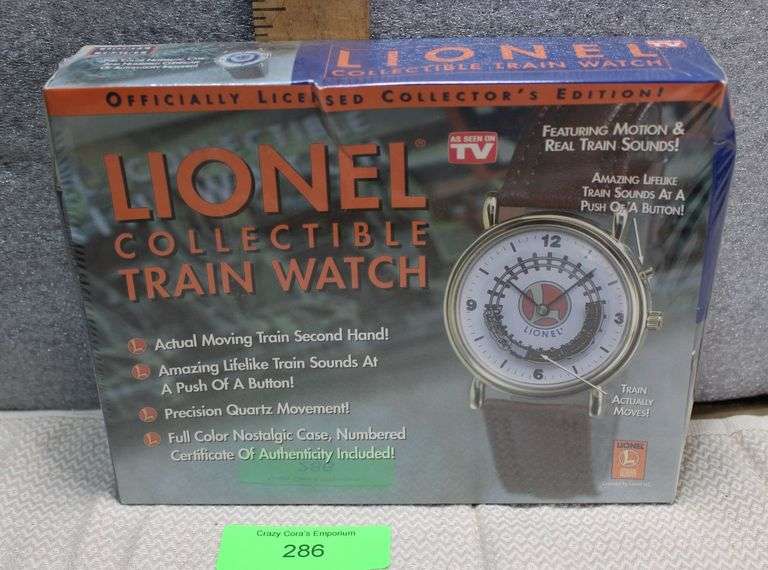 LIONEL
COLLECTIBLE TRAIN WATCH
TV
OFFICIALLY LICENSED COLLECTOR'S EDITION!
LIONEL®
COLLECTIBLE
TRAIN WATCH
AS SEEN ON
TV
FEATURING MOTION &
REAL TRAIN SOUNDS!
AMAZING LIFELIKE
TRAIN SOUNDS AT A
PUSH OF A BUTTON!
Actual Moving Train Second Hand!
Amazing Lifelike Train Sounds At
A Push Of A Button!
Precision Quartz Movement!
Full Color Nostalgic Case, Numbered
Certificate Of Authenticity Included!
12
3
6
9
L
LIONEL®
TRAIN
ACTUALLY
MOVES!
LIONEL
Crazy Cora's Emporium
286